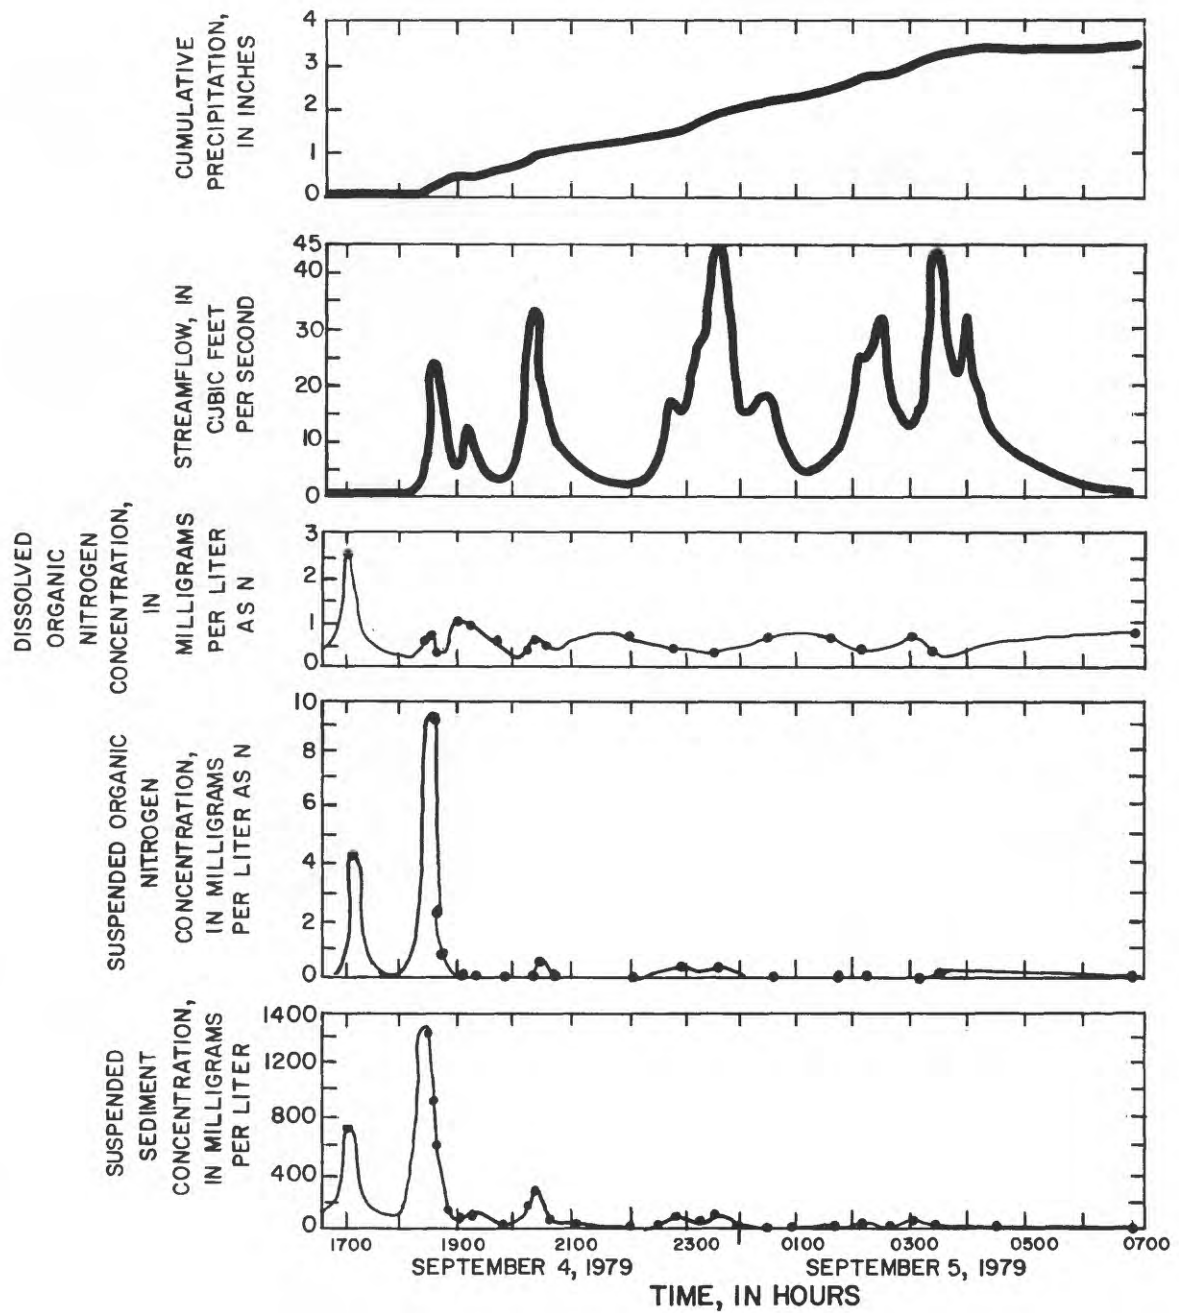 CUMULATIVE
PRECIPITATION,
IN INCHES
4
3
2
1
0
STREAMFLOW, IN
CUBIC FEET
PER SECOND
45
40
30
20
10
0
DISSOLVED
ORGANIC
NITROGEN
CONCENTRATION,
IN
MILLIGRAMS
PER LITER
AS N
3
2
1
0
SUSPENDED ORGANIC
NITROGEN
CONCENTRATION,
IN MILLIGRAMS
PER LITER AS N
10
8
6
4
2
0
SUSPENDED
SEDIMENT
CONCENTRATION,
IN MILLIGRAMS
PER LITER
1400
1200
800
400
0
1700 1900 2100 2300 0100 0300 0500 0700
SEPTEMBER 4, 1979 SEPTEMBER 5, 1979
TIME, IN HOURS